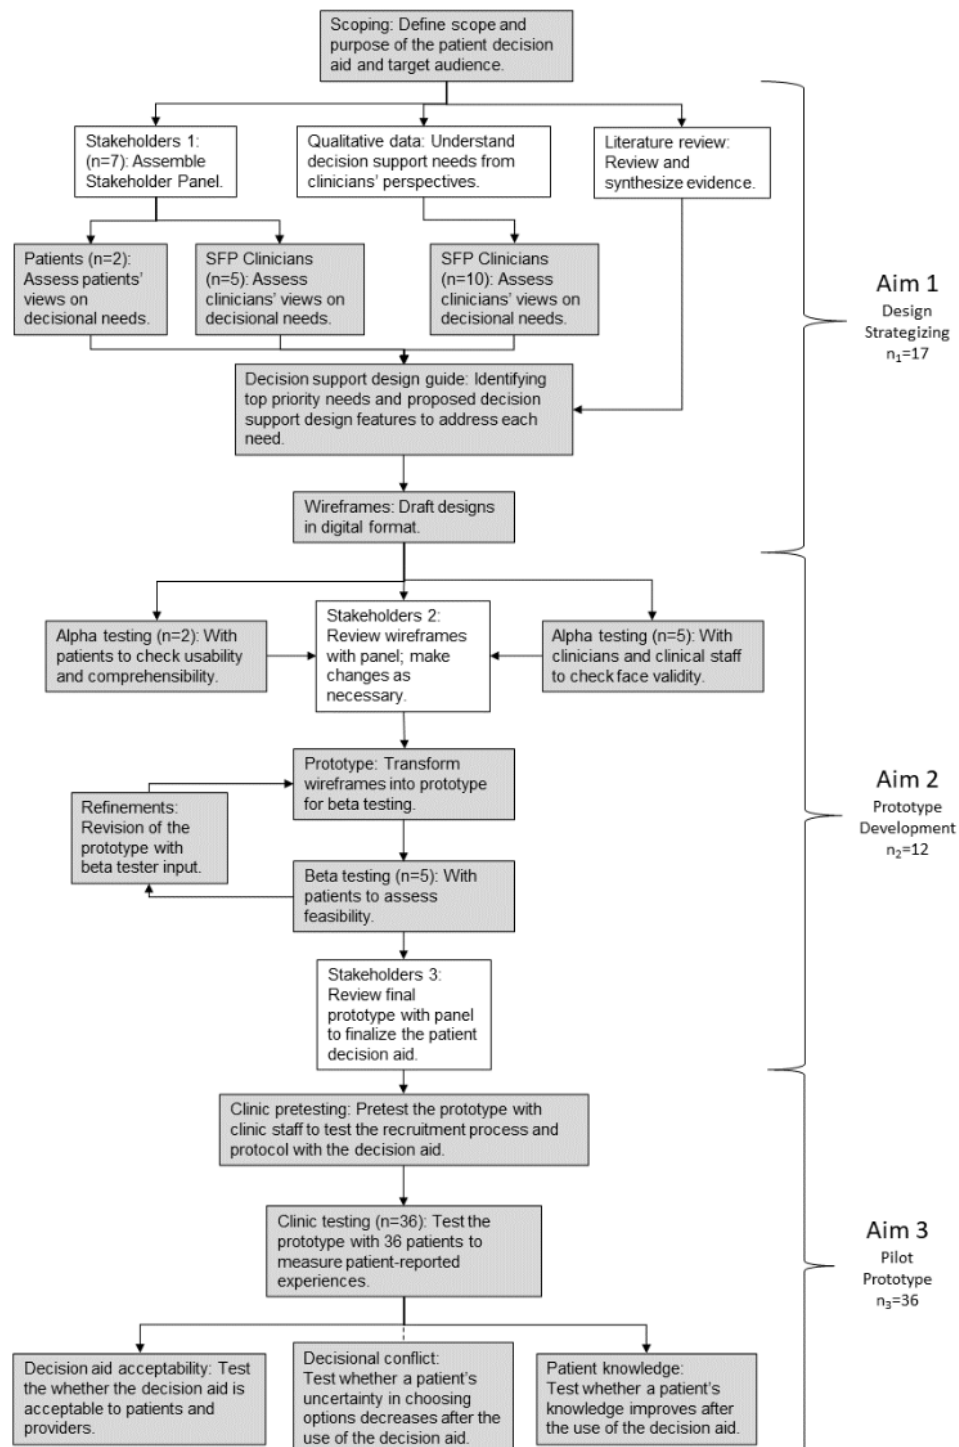 Scoping: Define scope and
purpose of the patient decision
aid and target audience.
Stakeholders 1:
(n=7): Assemble
Stakeholder Panel.
Qualitative data: Understand
decision support needs from
clinicians' perspectives.
Literature review:
Review and
synthesize evidence.
Patients (n=2):
Assess patients'
views on
decisional needs.
SFP Clinicians
(n=5): Assess
clinicians' views on
decisional needs.
SFP Clinicians
(n=10): Assess
clinicians' views on
decisional needs.
Aim 1
Design
Strategizing
n₁=17
Decision support design guide: Identifying
top priority needs and proposed decision
support design features to address each
need.
Wireframes: Draft designs
in digital format.
Alpha testing (n=2): With
patients to check usability
and comprehensibility.
Stakeholders 2:
Review wireframes
with panel; make
changes as
necessary.
Alpha testing (n=5): With
clinicians and clinical staff
to check face validity.
Prototype: Transform
wireframes into prototype
for beta testing.
Refinements:
Revision of the
prototype with
beta tester input.
Aim 2
Prototype
Development
n₂=12
Beta testing (n=5): With
patients to assess
feasibility.
Stakeholders 3:
Review final
prototype with panel
to finalize the patient
decision aid.
Clinic pretesting: Pretest the prototype with
clinic staff to test the recruitment process and
protocol with the decision aid.
Clinic testing (n=36): Test the
prototype with 36 patients to
measure patient-reported
experiences.
Aim 3
Pilot
Prototype
n₃=36
Decision aid acceptability: Test
the whether the decision aid is
acceptable to patients and
providers.
Decisional conflict:
Test whether a patient's
uncertainty in choosing
options decreases after the
use of the decision aid.
Patient knowledge:
Test whether a patient's
knowledge improves after
the use of the decision aid.